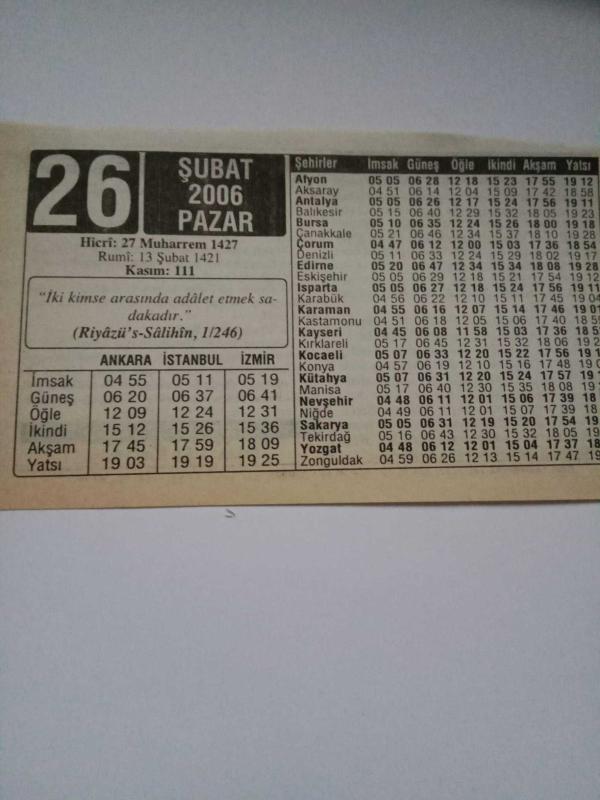 26
ŞUBAT
2006
PAZAR
Hicrî: 27 Muharrem 1427
Rumî: 13 Şubat 1421
Kasım: 111
“İki kimse arasında adâlet etmek sa-
dakadır.”
(Riyâzü's-Sâlihîn, 1/246)
ANKARA İSTANBUL İZMİR
İmsak 04 55 05 11 05 19
Güneş 06 20 06 37 06 41
Öğle 12 09 12 24 12 31
İkindi 15 12 15 26 15 36
Akşam 17 45 17 59 18 09
Yatsı 19 03 19 19 19 25
Şehirler İmsak Güneş Öğle İkindi Akşam Yatsı
Afyon 05 05 06 28 12 18 15 23 17 55 19 12
Aksaray 04 51 06 14 12 04 15 09 17 42 18 58
Antalya 05 05 06 26 12 17 15 24 17 56 19 11
Balıkesir 05 15 06 40 12 29 15 32 18 05 19 23
Bursa 05 10 06 35 12 24 15 26 18 00 19 18
Çanakkale 05 21 06 46 12 34 15 37 18 10 19 28
Çorum 04 47 06 12 12 00 15 03 17 36 18 54
Denizli 05 11 06 33 12 24 15 29 18 02 19 17
Edirne 05 20 06 47 12 34 15 34 18 08 19 28
Eskişehir 05 05 06 29 12 18 15 21 17 54 19 12
Isparta 05 05 06 27 12 18 15 24 17 56 19 11
Karabük 04 56 06 22 12 10 15 11 17 45 19 04
Karaman 04 55 06 16 12 07 15 14 17 46 19 01
Kastamonu 04 51 06 18 12 05 15 06 17 40 18
Kayseri 04 45 06 08 11 58 15 03 17 36 18
Kırklareli 05 17 06 45 12 31 15 32 18 06 19
Kocaeli 05 07 06 33 12 20 15 22 17 56 19
Konya 04 57 06 19 12 10 15 16 17 48 19
Kütahya 05 07 06 31 12 20 15 24 17 57 19
Manisa 05 17 06 40 12 30 15 35 18 08 19
Nevşehir 04 48 06 11 12 01 15 06 17 39 18
Niğde 04 49 06 11 12 01 15 07 17 39 18
Sakarya 05 05 06 31 12 19 15 20 17 54 19
Tekirdağ 05 16 06 43 12 30 15 32 18 05 19
Yozgat 04 48 06 12 12 01 15 04 17 37 18
Zonguldak 04 59 06 26 12 13 15 14 17 47 19